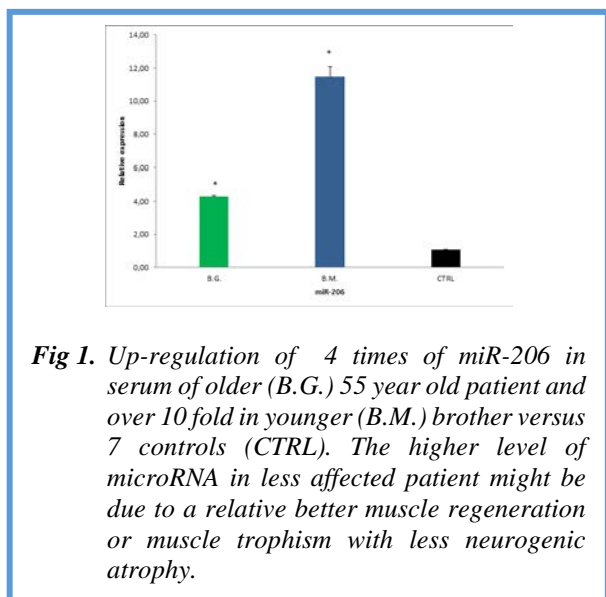 14,00
12,00
10,00
8,00
6,00
4,00
2,00
0,00
Relative expression
*
*
B.G.
B.M.
CTRL
miR-206
Fig 1. Up-regulation of 4 times of miR-206 in
serum of older (B.G.) 55 year old patient and
over 10 fold in younger (B.M.) brother versus
7 controls (CTRL). The higher level of
microRNA in less affected patient might be
due to a relative better muscle regeneration
or muscle trophism with less neurogenic
atrophy.